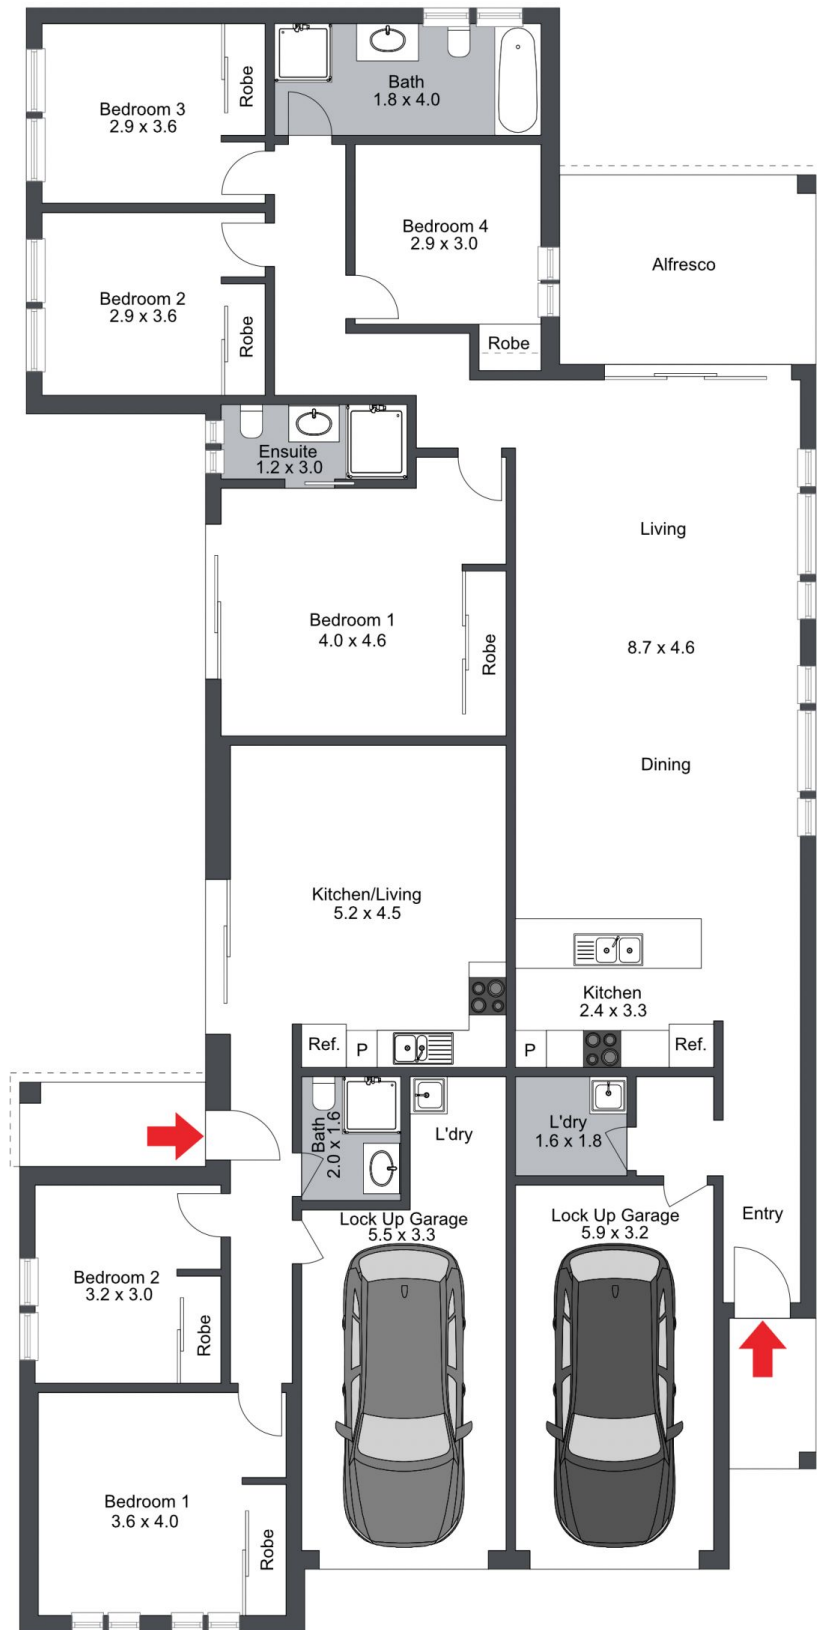 Bedroom 3
2.9 x 3.6
Robe
Bath
1.8 x 4.0
Bedroom 4
2.9 x 3.0
Robe
Alfresco
Bedroom 2
2.9 x 3.6
Robe
Ensuite
1.2 x 3.0
Bedroom 1
4.0 x 4.6
Robe
Living
8.7 x 4.6
Dining
Kitchen/Living
5.2 x 4.5
Ref.
P
Kitchen
2.4 x 3.3
P
Ref.
Bath
2.0 x 1.6
L'dry
L'dry
1.6 x 1.8
Lock Up Garage
5.5 x 3.3
Lock Up Garage
5.9 x 3.2
Entry
Bedroom 2
3.2 x 3.0
Robe
Bedroom 1
3.6 x 4.0
Robe